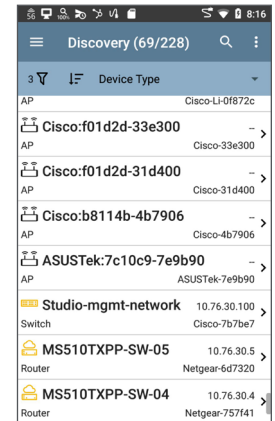 56 100% 8:16
Discovery (69/228)
3 Device Type
AP Cisco-Li-0f872c
Cisco:f01d2d-33e300 --
AP Cisco-33e300
Cisco:f01d2d-31d400 --
AP Cisco-31d400
Cisco:b8114b-4b7906 --
AP Cisco-4b7906
ASUSTek:7c10c9-7e9b90 --
AP ASUSTek-7e9b90
Studio-mgmt-network 10.76.30.100
Switch Cisco-7b7be7
MS510TXPP-SW-05 10.76.30.5
Router Netgear-6d7320
MS510TXPP-SW-04 10.76.30.4
Router Netgear-757f41